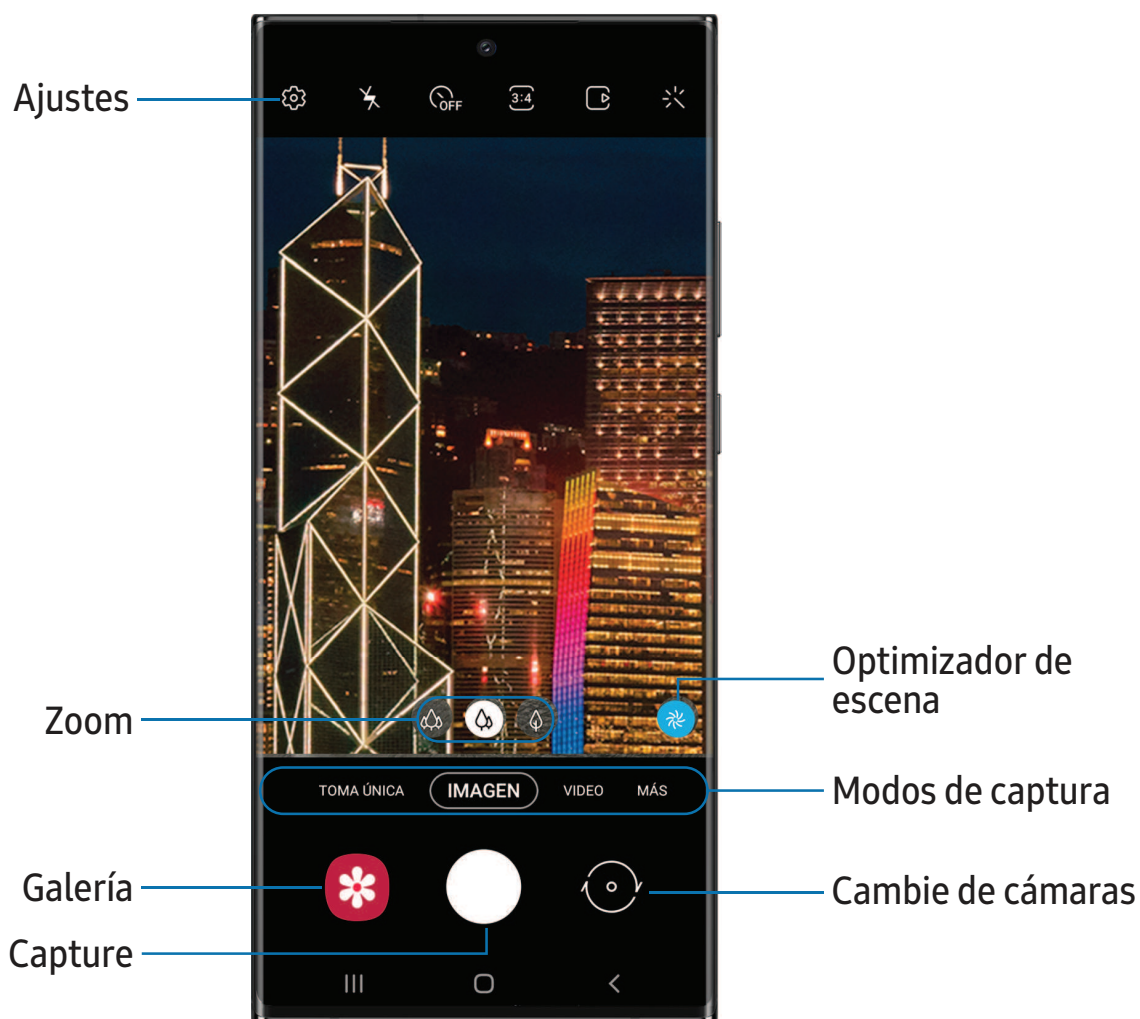 Ajustes
OFF
3:4
Zoom
Optimizador de
escena
TOMA ÚNICA
IMAGEN
VIDEO
MÁS
Modos de captura
Galería
Cambie de cámaras
Capture